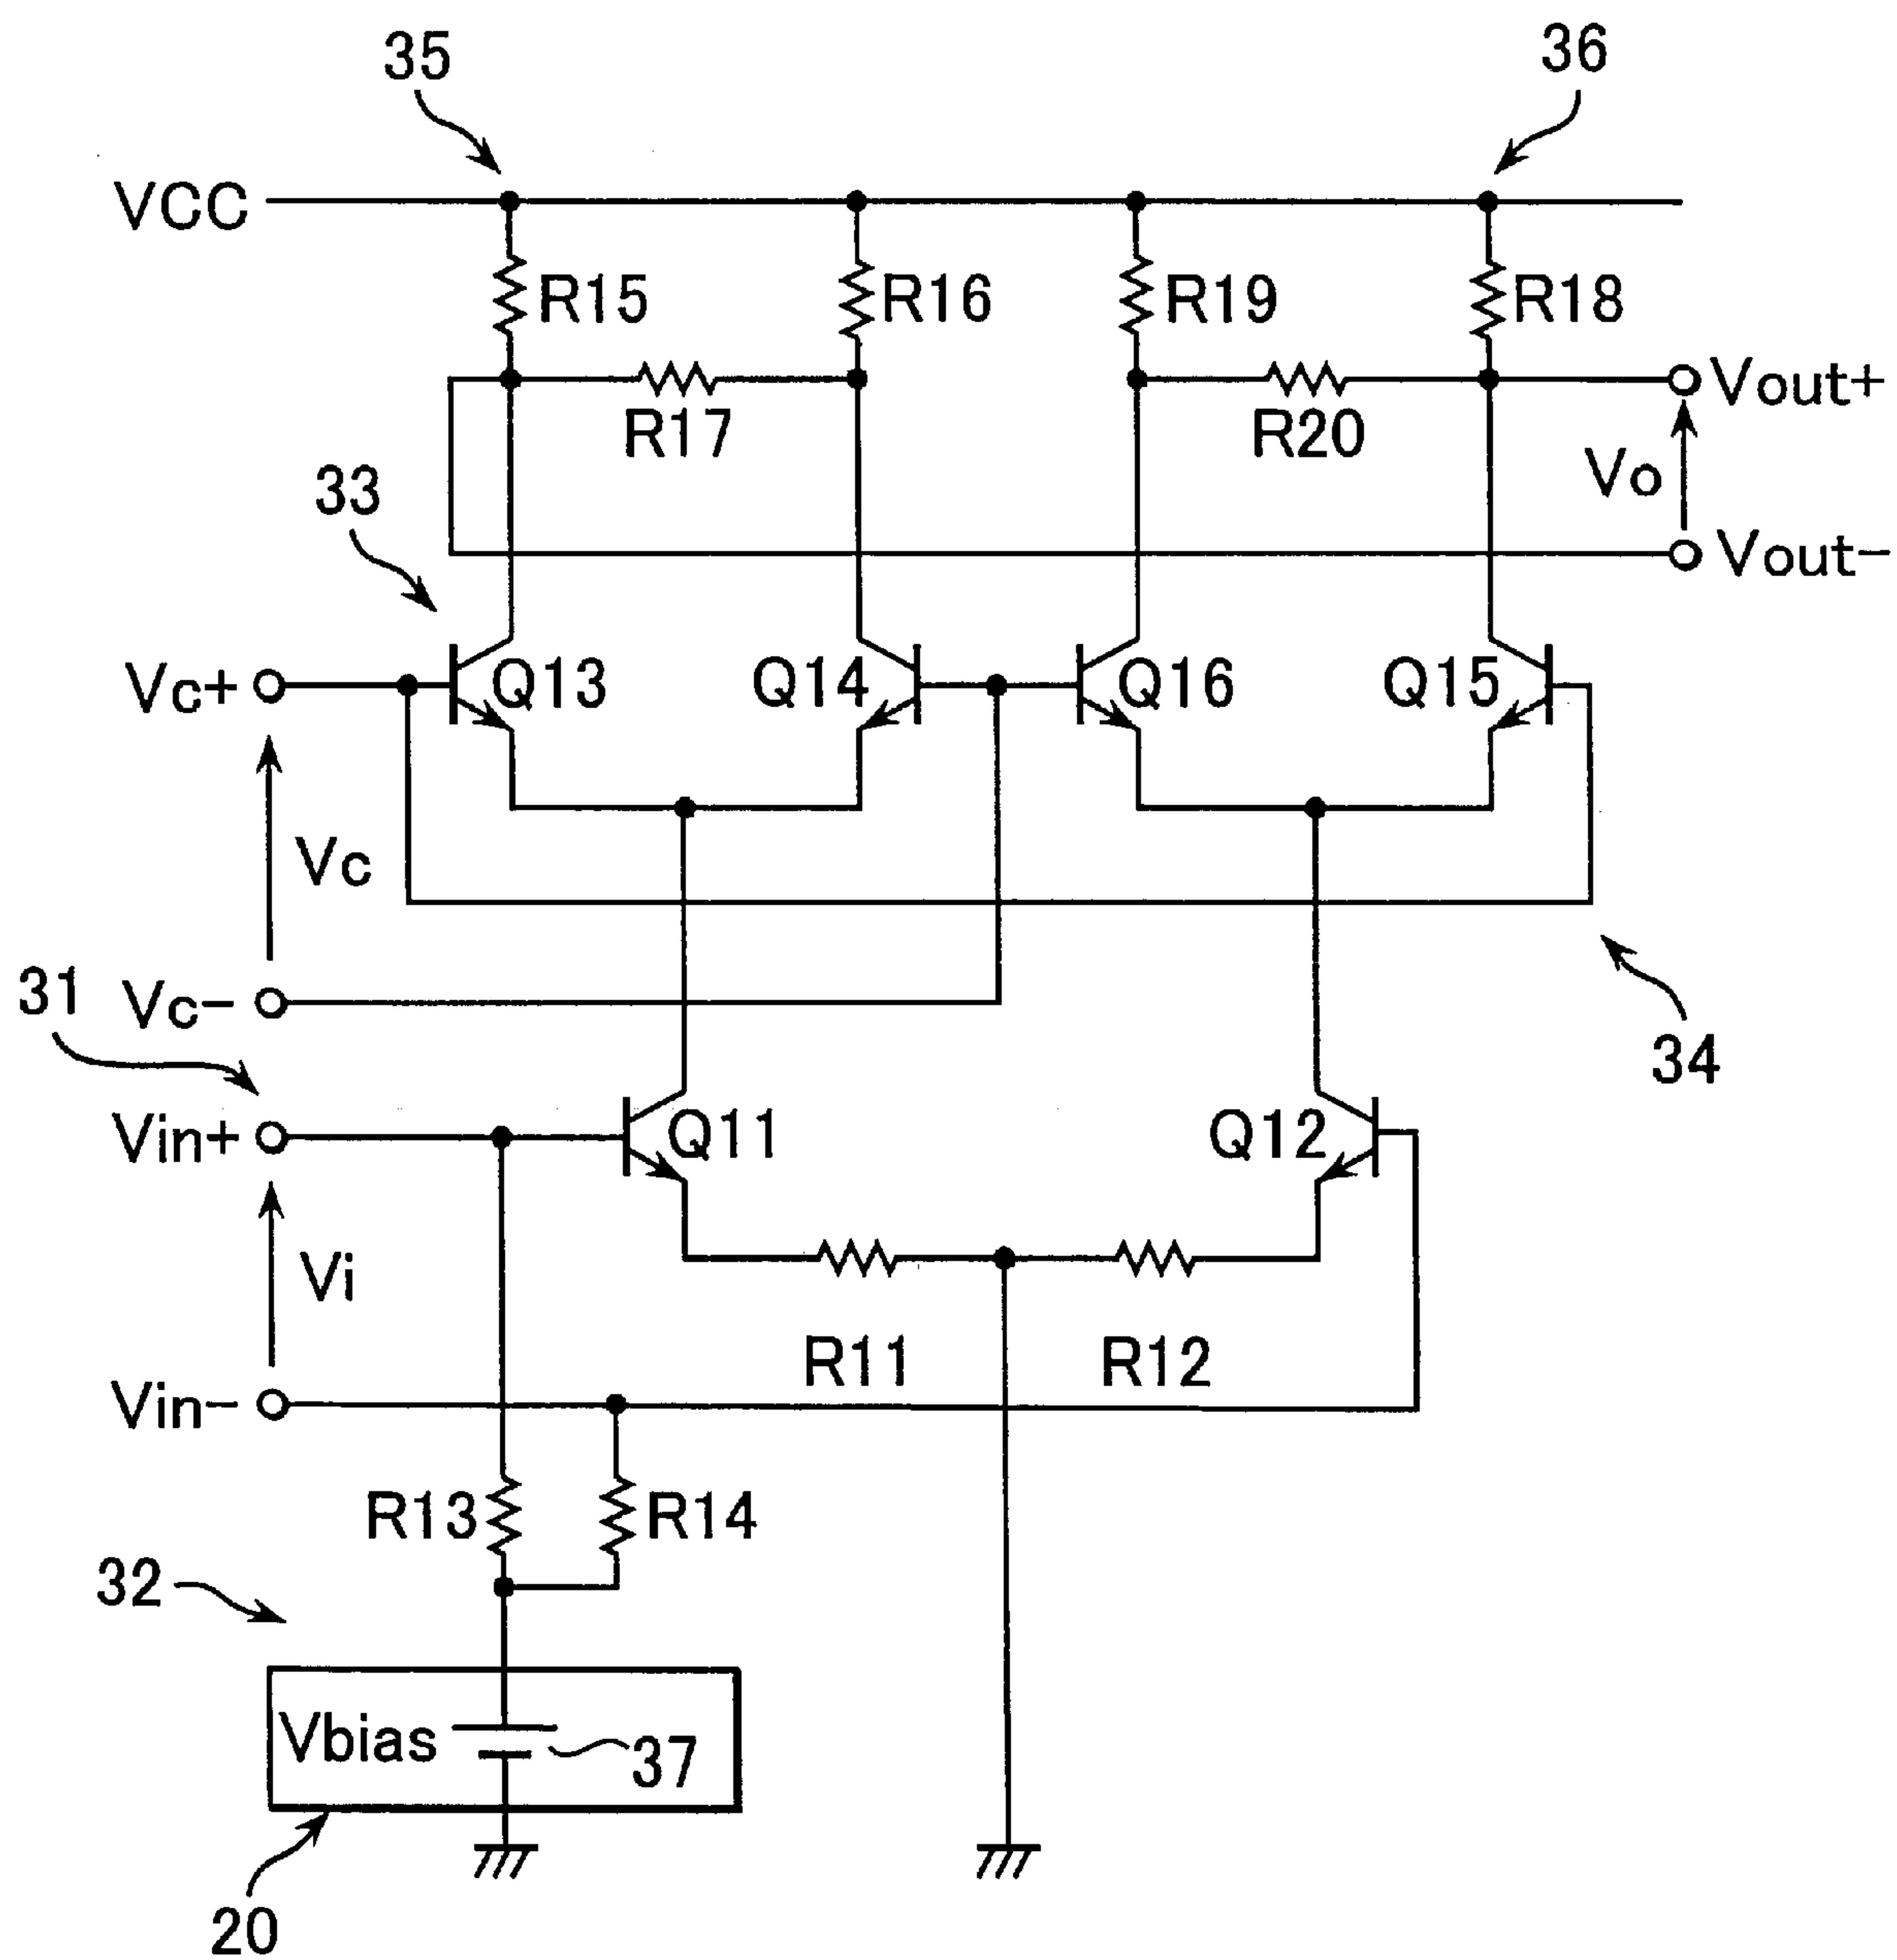 35
36
VCC
R15
R16
R19
R18
Vout+
R17
R20
Vo
33
Vout−
Vc+
Q13
Q14
Q16
Q15
Vc
31
Vc−
34
Vin+
Q11
Q12
Vi
R11
R12
Vin−
R13
R14
32
Vbias
37
20